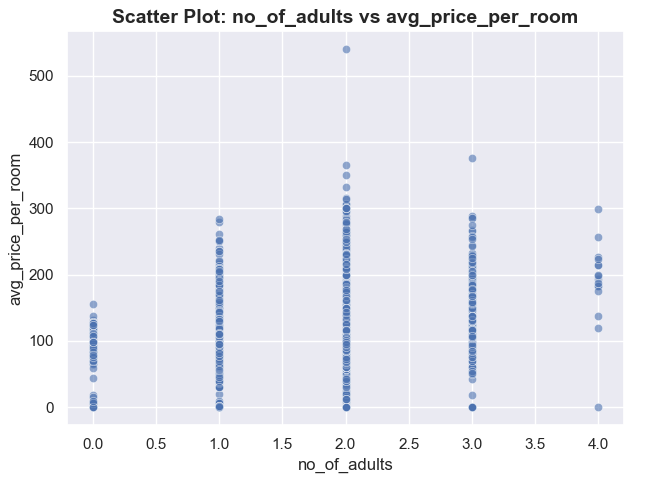 Scatter Plot: no_of_adults vs avg_price_per_room
avg_price_per_room
500
400
300
200
100
0
0.0 0.5 1.0 1.5 2.0 2.5 3.0 3.5 4.0
no_of_adults